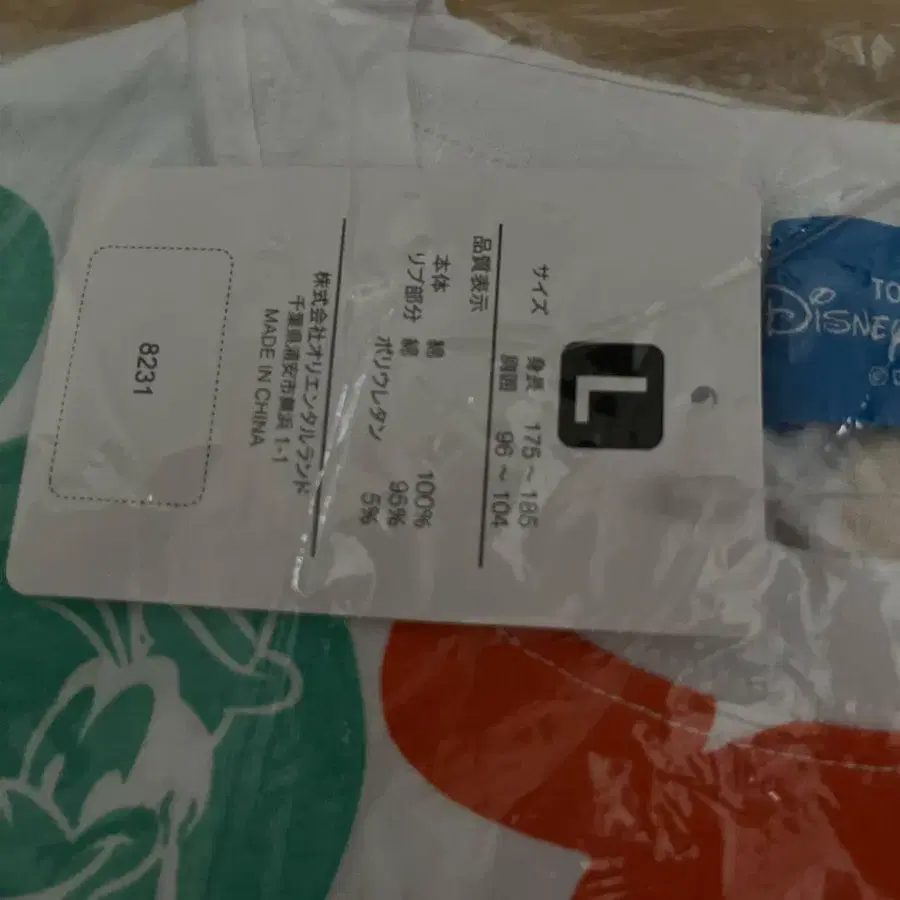 L
サイズ 身長 175~185
胸囲 96~104
品質表示
本体 綿 100%
リブ部分 綿 95%
ポリウレタン 5%
株式会社オリエンタルランド
千葉県浦安市舞浜 1-1
MADE IN CHINA
8231
TO
DISNEY
©D